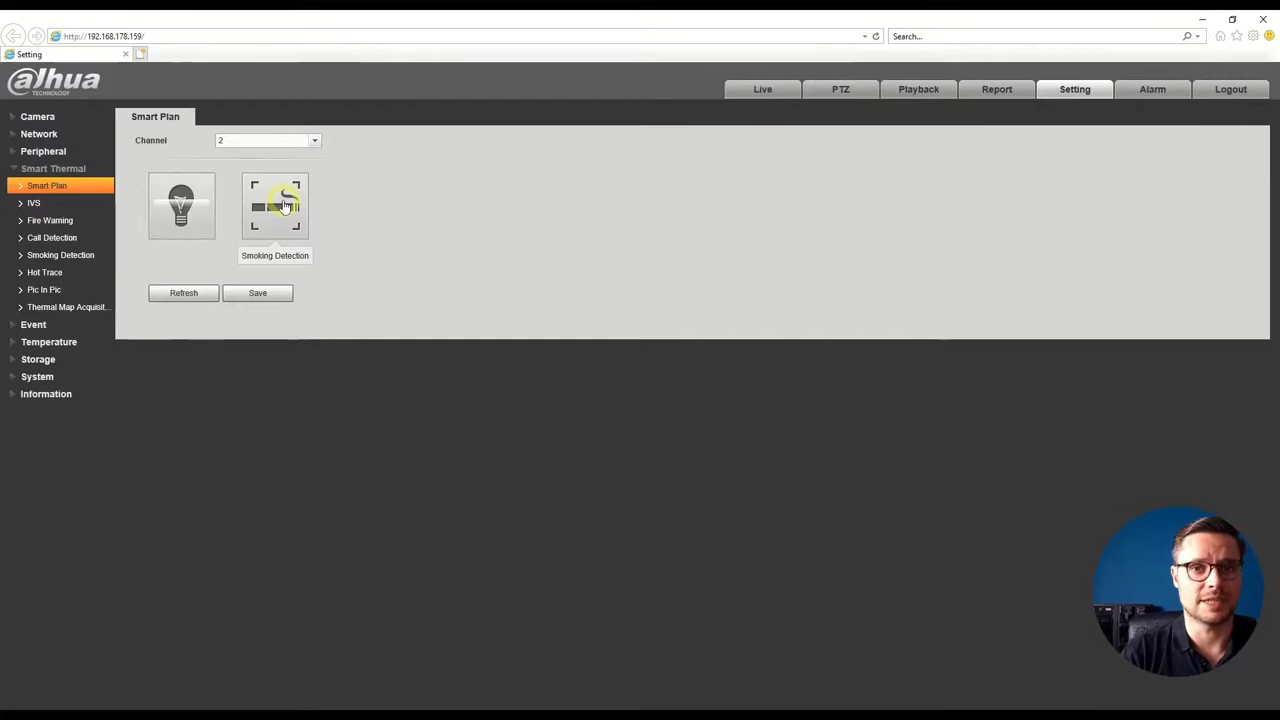 http://192.168.178.159/
Search...
Setting
alhua
TECHNOLOGY
Live
PTZ
Playback
Report
Setting
Alarm
Logout
Camera
Network
Peripheral
Smart Thermal
Smart Plan
IVS
Fire Warning
Call Detection
Smoking Detection
Hot Trace
Pic In Pic
Thermal Map Acquisit...
Event
Temperature
Storage
System
Information
Smart Plan
Channel
2
Smoking Detection
Refresh
Save